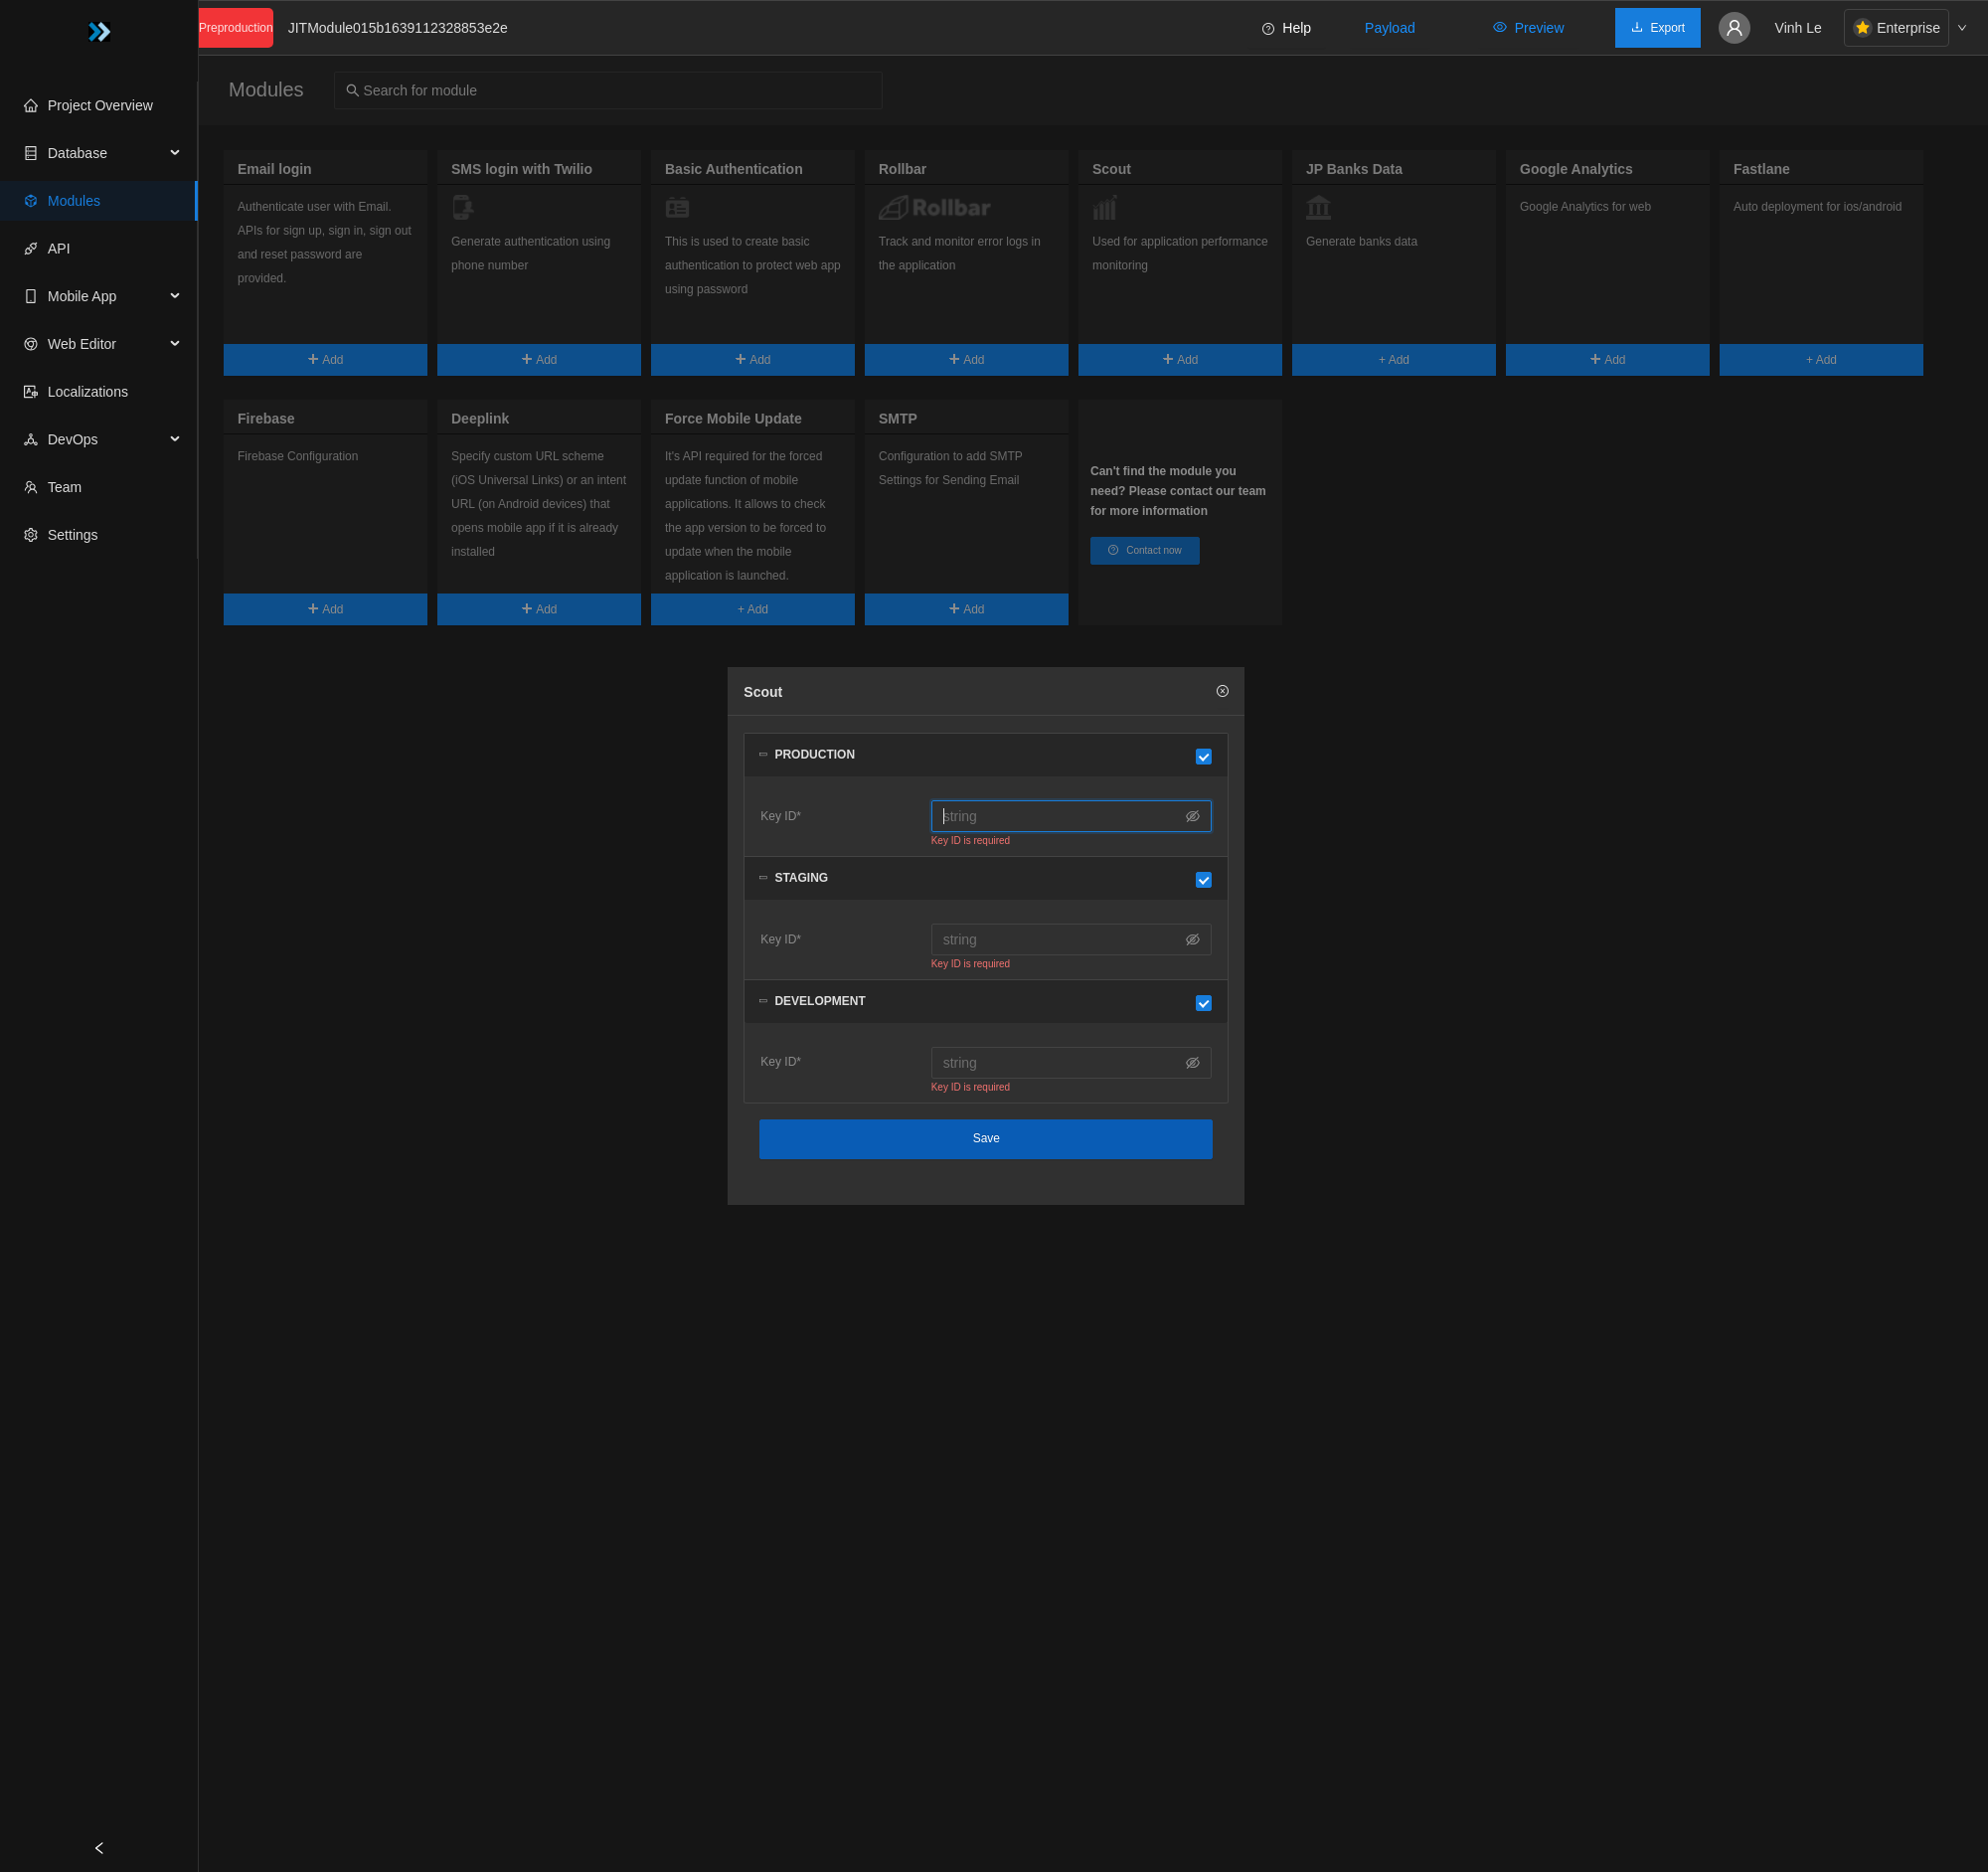 Preproduction
JITModule015b1639112328853e2e
Help
Payload
Preview
Export
Vinh Le
Enterprise
Project Overview
Database
Modules
API
Mobile App
Web Editor
Localizations
DevOps
Team
Settings
Modules
Search for module
Email login
Authenticate user with Email.
APIs for sign up, sign in, sign out
and reset password are
provided.
Add
SMS login with Twilio
Generate authentication using
phone number
Add
Basic Authentication
This is used to create basic
authentication to protect web app
using password
Add
Rollbar
Rollbar
Track and monitor error logs in
the application
Add
Scout
Used for application performance
monitoring
Add
JP Banks Data
Generate banks data
+ Add
Google Analytics
Google Analytics for web
Add
Fastlane
Auto deployment for ios/android
+ Add
Firebase
Firebase Configuration
Add
Deeplink
Specify custom URL scheme
(iOS Universal Links) or an intent
URL (on Android devices) that
opens mobile app if it is already
installed
Add
Force Mobile Update
It's API required for the forced
update function of mobile
applications. It allows to check
the app version to be forced to
update when the mobile
application is launched.
+ Add
SMTP
Configuration to add SMTP
Settings for Sending Email
Add
Can't find the module you
need? Please contact our team
for more information
Contact now
Scout
PRODUCTION
Key ID*
string
Key ID is required
STAGING
Key ID*
string
Key ID is required
DEVELOPMENT
Key ID*
string
Key ID is required
Save